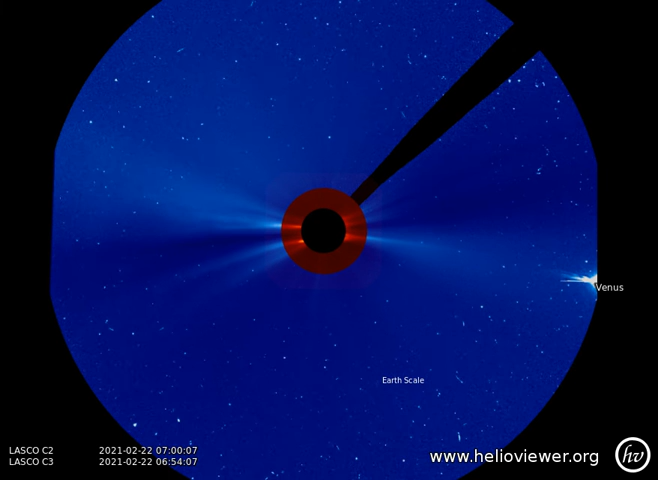 Venus
Earth Scale
LASCO C2 2021-02-22 07:00:07
LASCO C3 2021-02-22 06:54:07
www.helioviewer.org
hv